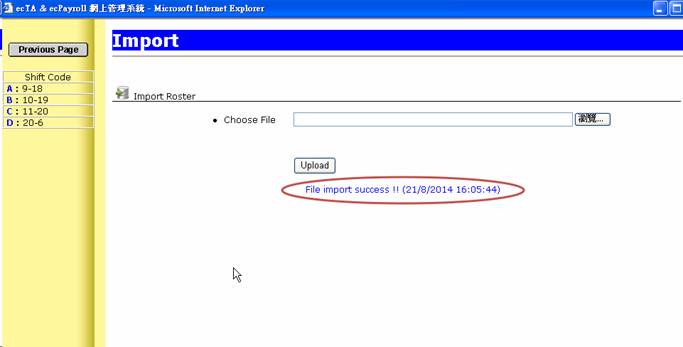 ecTA & ecPayroll 網上管理系統 - Microsoft Internet Explorer
Previous Page
Shift Code
A : 9-18
B : 10-19
C : 11-20
D : 20-6
Import
Import Roster
Choose File
瀏覽...
Upload
File import success !! (21/8/2014 16:05:44)